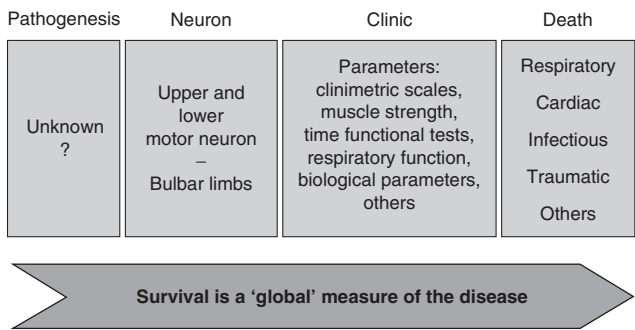 Pathogenesis
Neuron
Clinic
Death
Unknown
?
Upper and
lower
motor neuron
–
Bulbar limbs
Parameters:
clinimetric scales,
muscle strength,
time functional tests,
respiratory function,
biological parameters,
others
Respiratory
Cardiac
Infectious
Traumatic
Others
Survival is a ‘global’ measure of the disease